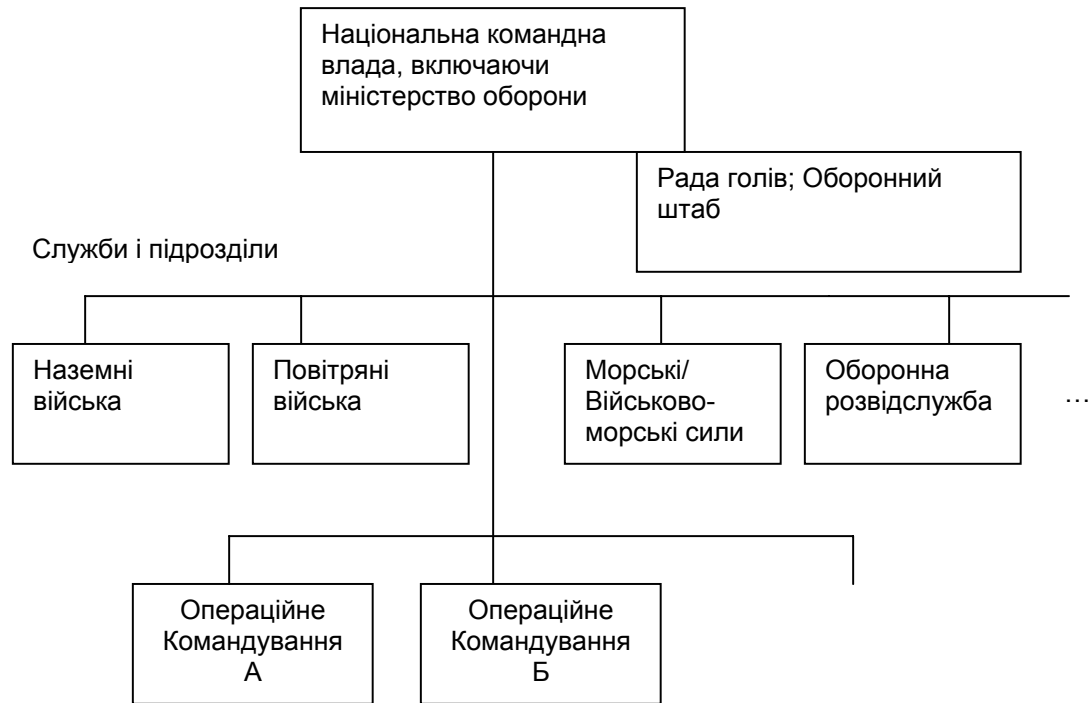 Національна командна
влада, включаючи
міністерство оборони
Рада голів; Оборонний
штаб
Служби і підрозділи
Наземні
війська
Повітряні
війська
Морські/
Військово-
морські сили
Оборонна
розвідслужба
…
Операційне
Командування
А
Операційне
Командування
Б